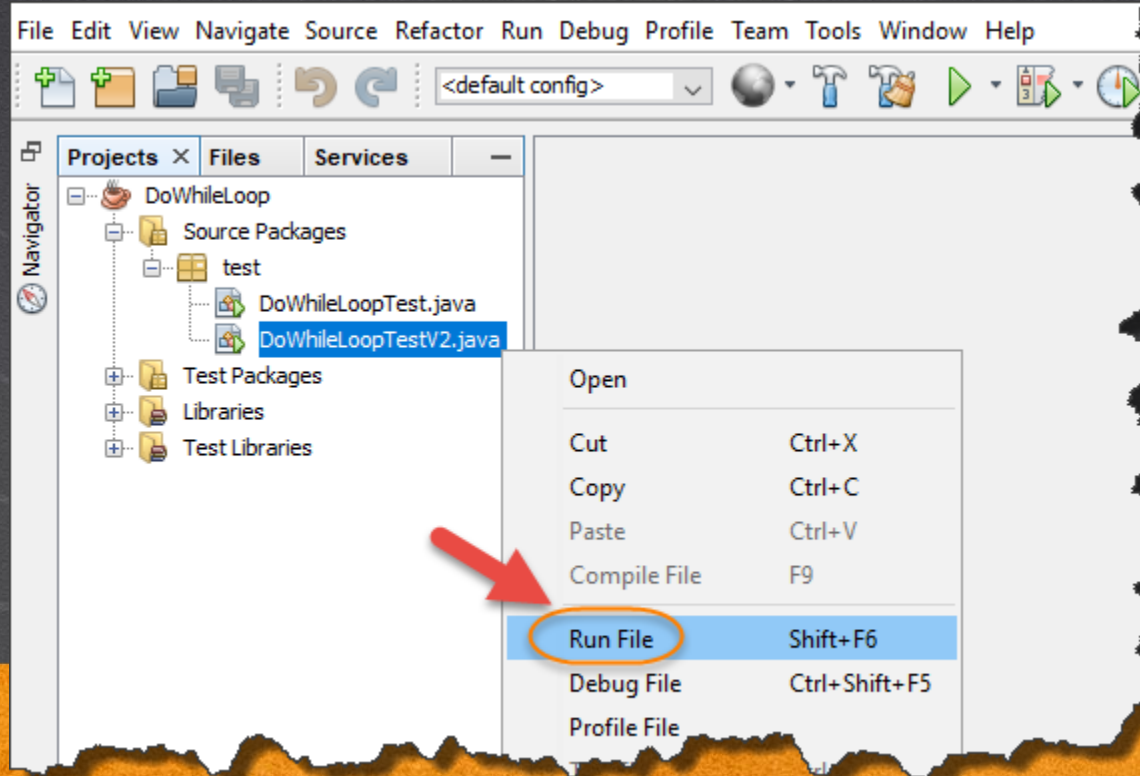 File Edit View Navigate Source Refactor Run Debug Profile Team Tools Window Help
<default config>
Projects Files Services
Navigator
DoWhileLoop
Source Packages
test
DoWhileLoopTest.java
DoWhileLoopTestV2.java
Test Packages
Libraries
Test Libraries
Open
Cut Ctrl+X
Copy Ctrl+C
Paste Ctrl+V
Compile File F9
Run File Shift+F6
Debug File Ctrl+Shift+F5
Profile File